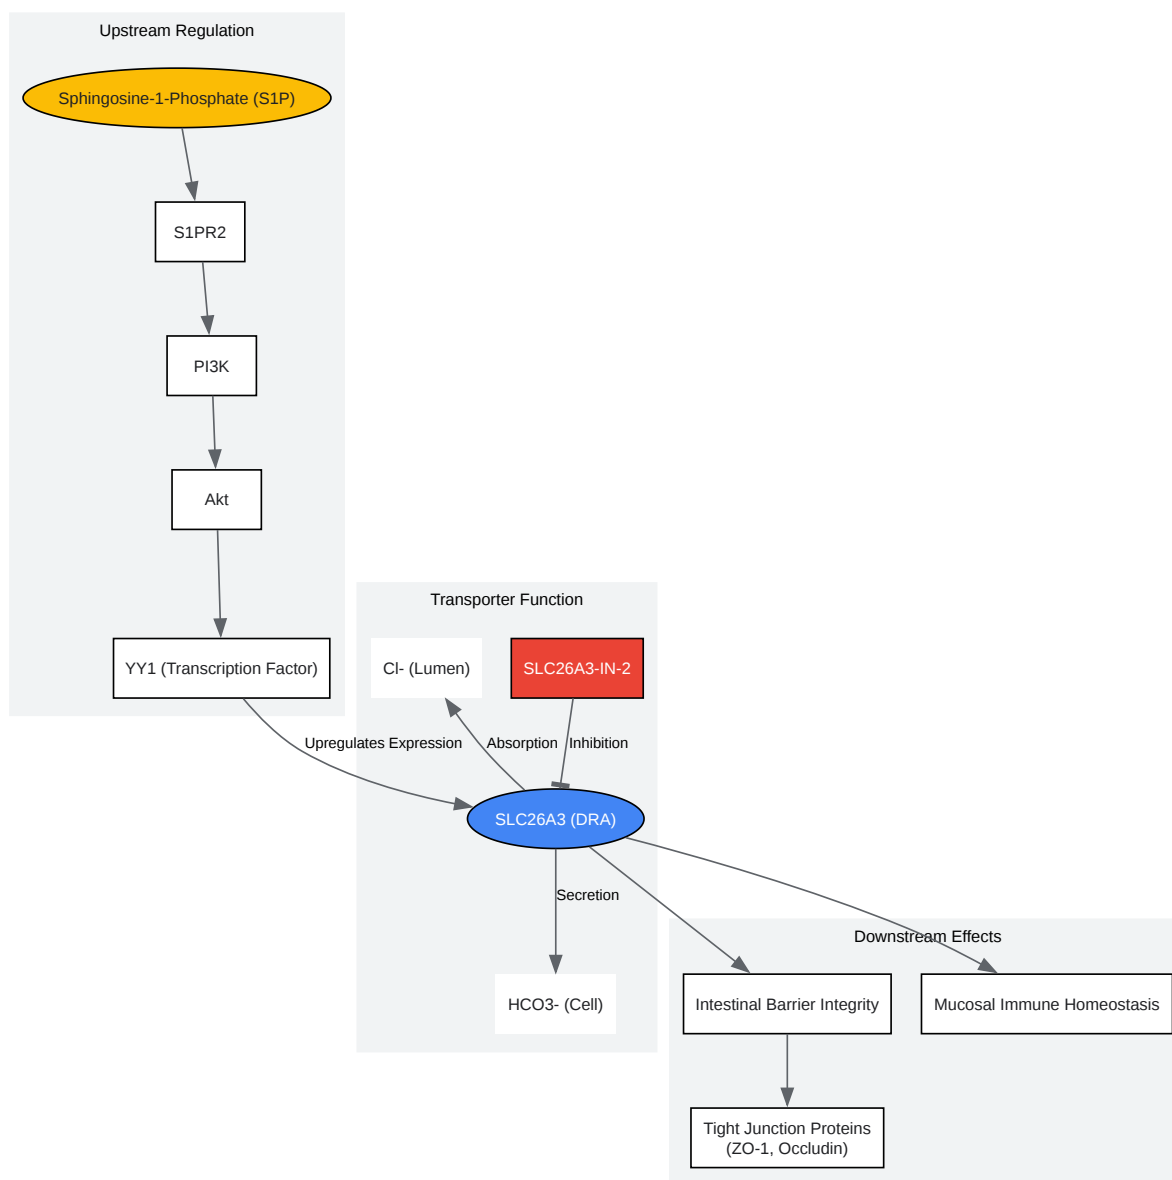 Upstream Regulation
Sphingosine-1-Phosphate (S1P)
S1PR2
PI3K
Akt
YY1 (Transcription Factor)
Transporter Function
Cl- (Lumen)
SLC26A3-IN-2
Upregulates Expression
Absorption
Inhibition
SLC26A3 (DRA)
Secretion
HCO3- (Cell)
Downstream Effects
Intestinal Barrier Integrity
Mucosal Immune Homeostasis
Tight Junction Proteins
(ZO-1, Occludin)